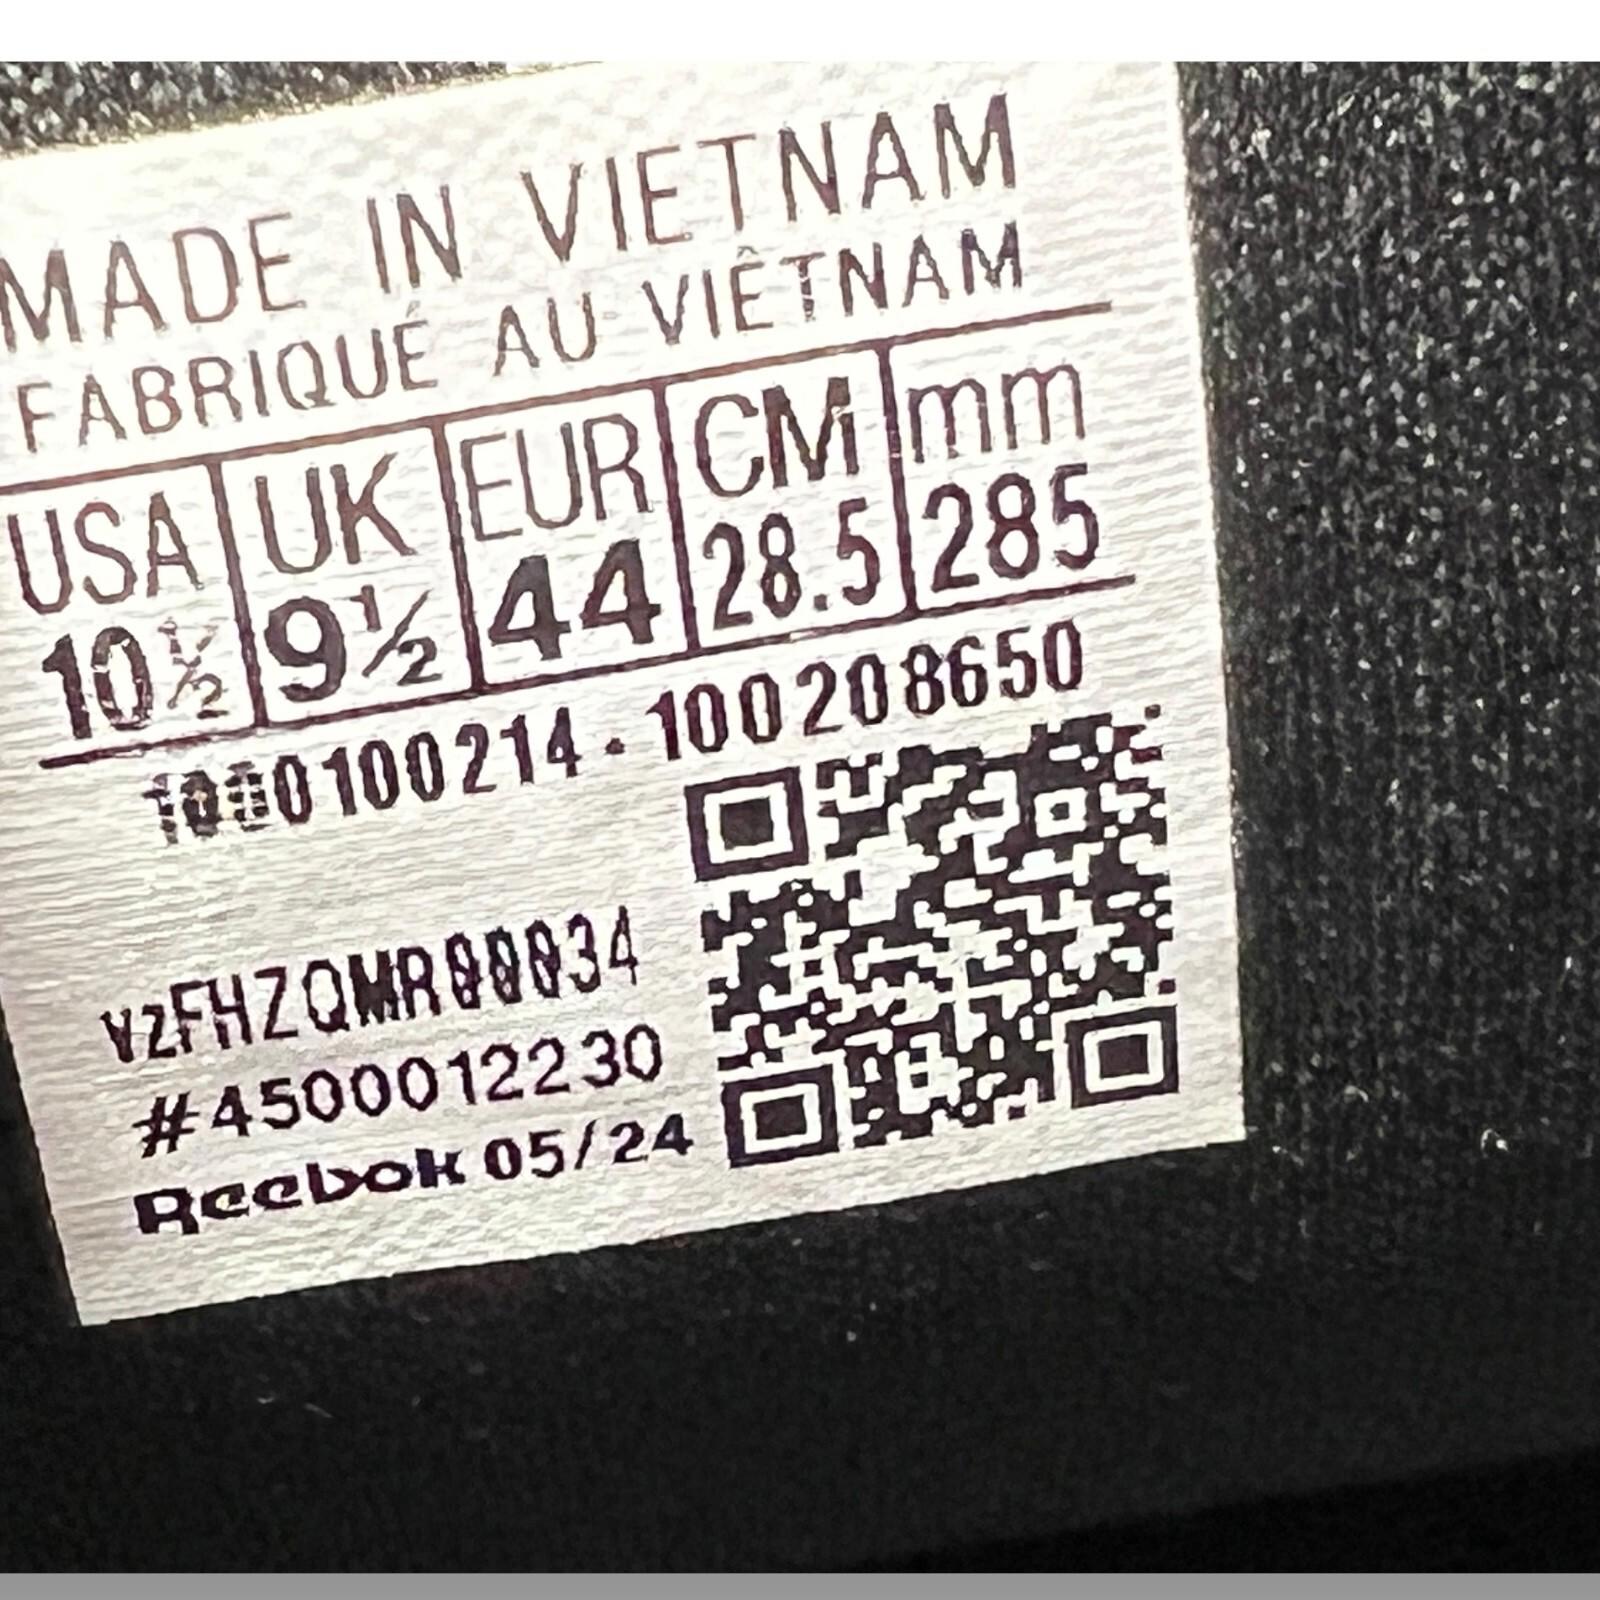 MADE IN VIETNAM
FABRIQUÉ AU VIÊTNAM
USA UK EUR CM mm
10½ 9½ 44 28.5 285
1000100214 - 100208650
#4500012230
Reebok 05/24